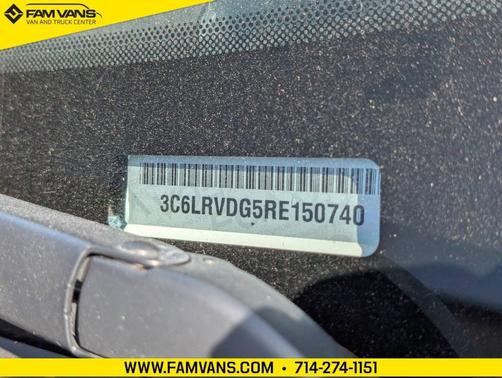 FAM VANS
VAN AND TRUCK CENTER
3C6LRVDG5RE150740
WWW.FAMVANS.COM • 714-274-1151